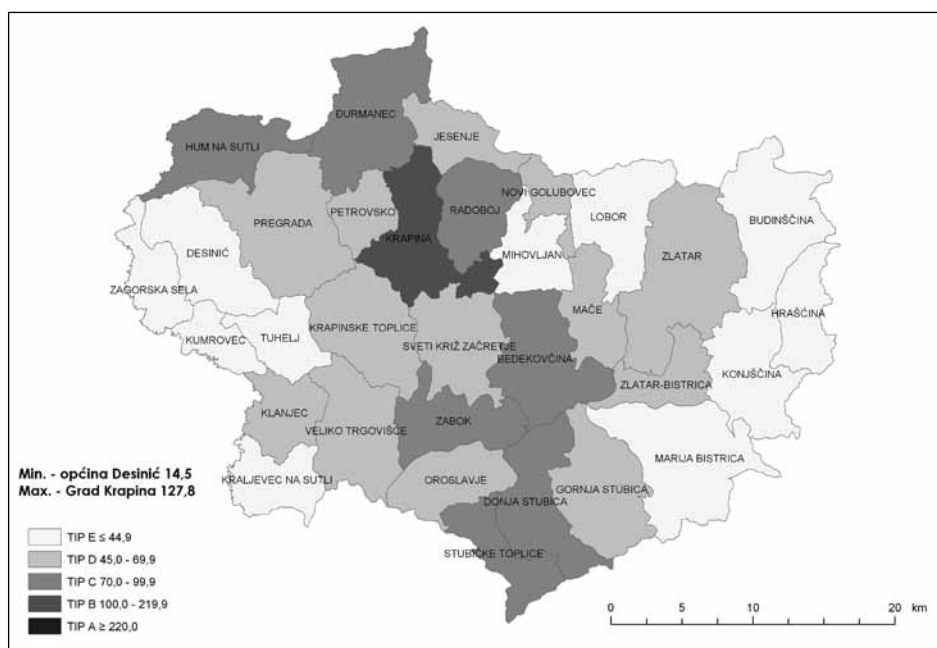 ĐURMANEC
JESENJE
HUM NA SUTLI
NOVI GOLUBOVEC
PETROVSKO
RADOBOJ
LOBOR
BUDINŠČINA
PREGRADA
KRAPINA
DESINIĆ
MIHOVLJAN
ZLATAR
ZAGORSKA SELA
MAČE
HRAŠĆINA
KUMROVEC
TUHELJ
KRAPINSKE TOPLICE
SVETI KRIŽ ZAČRETJE
BEDEKOVČINA
KONJŠČINA
ZLATAR-BISTRICA
KLANJEC
VELIKO TRGOVIŠĆE
ZABOK
MARIJA BISTRICA
KRALJEVEC NA SUTLI
OROSLAVJE
DONJA STUBICA
GORNJA STUBICA
STUBIČKE TOPLICE
Min. - općina Desinić 14,5
Max. - Grad Krapina 127,8
TIP E ≤ 44,9
TIP D 45,0 - 69,9
TIP C 70,0 - 99,9
TIP B 100,0 - 219,9
TIP A ≥ 220,0
0 5 10 20 km